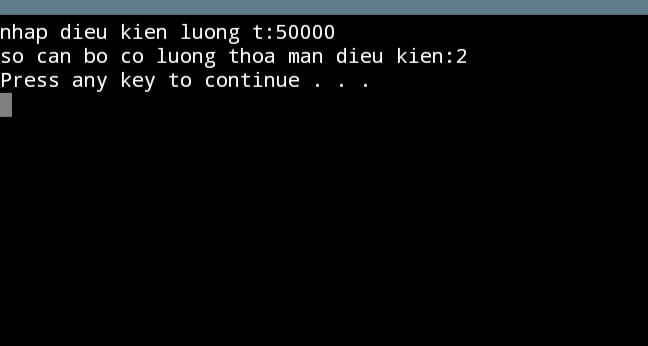 nhap dieu kien luong t:50000
so can bo co luong thoa man dieu kien:2
Press any key to continue . . .